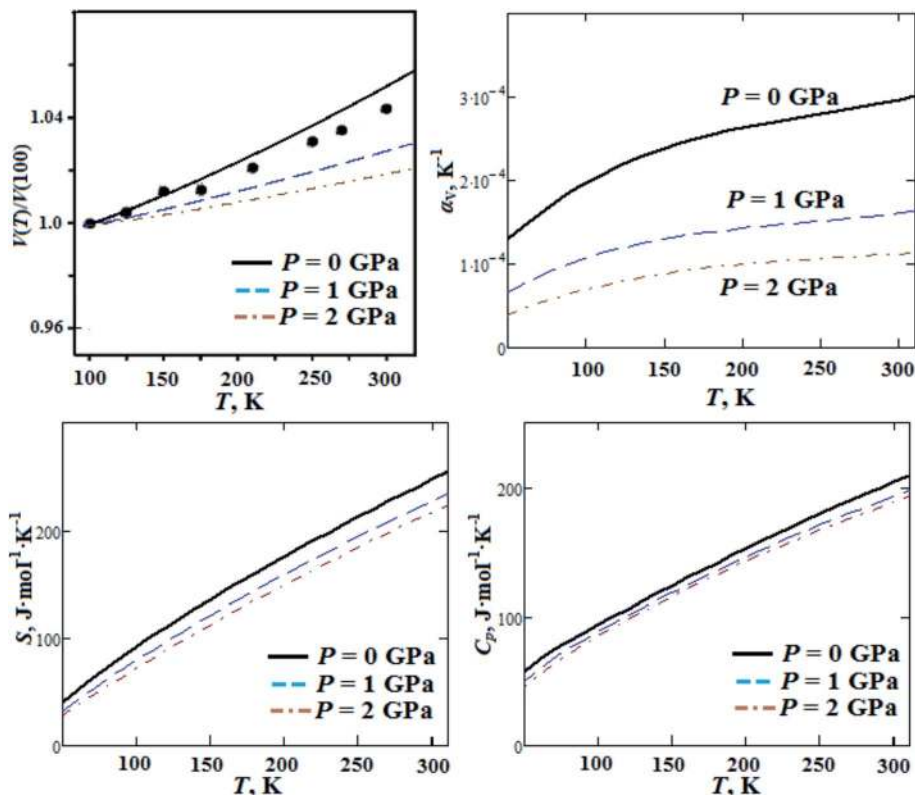 V(T)/V(100)
1.04
1.0
0.96
P = 0 GPa
P = 1 GPa
P = 2 GPa
100 150 200 250 300
T, K
αv, K⁻¹
3·10⁻⁴
2·10⁻⁴
1·10⁻⁴
0
P = 0 GPa
P = 1 GPa
P = 2 GPa
100 150 200 250 300
T, K
S, J·mol⁻¹·K⁻¹
200
100
0
P = 0 GPa
P = 1 GPa
P = 2 GPa
100 150 200 250 300
T, K
Cp, J·mol⁻¹·K⁻¹
200
100
0
P = 0 GPa
P = 1 GPa
P = 2 GPa
100 150 200 250 300
T, K